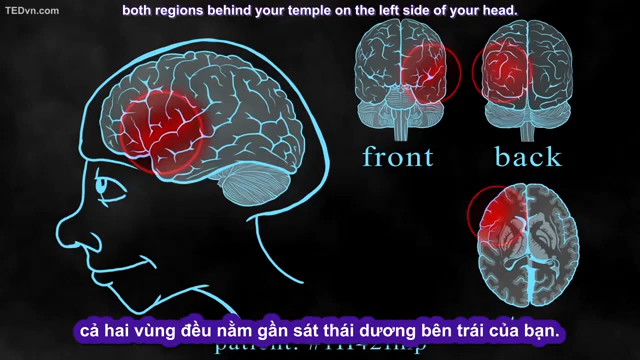 TEDvn.com
both regions behind your temple on the left side of your head.
front
back
cả hai vùng đều nằm gần sát thái dương bên trái của bạn.